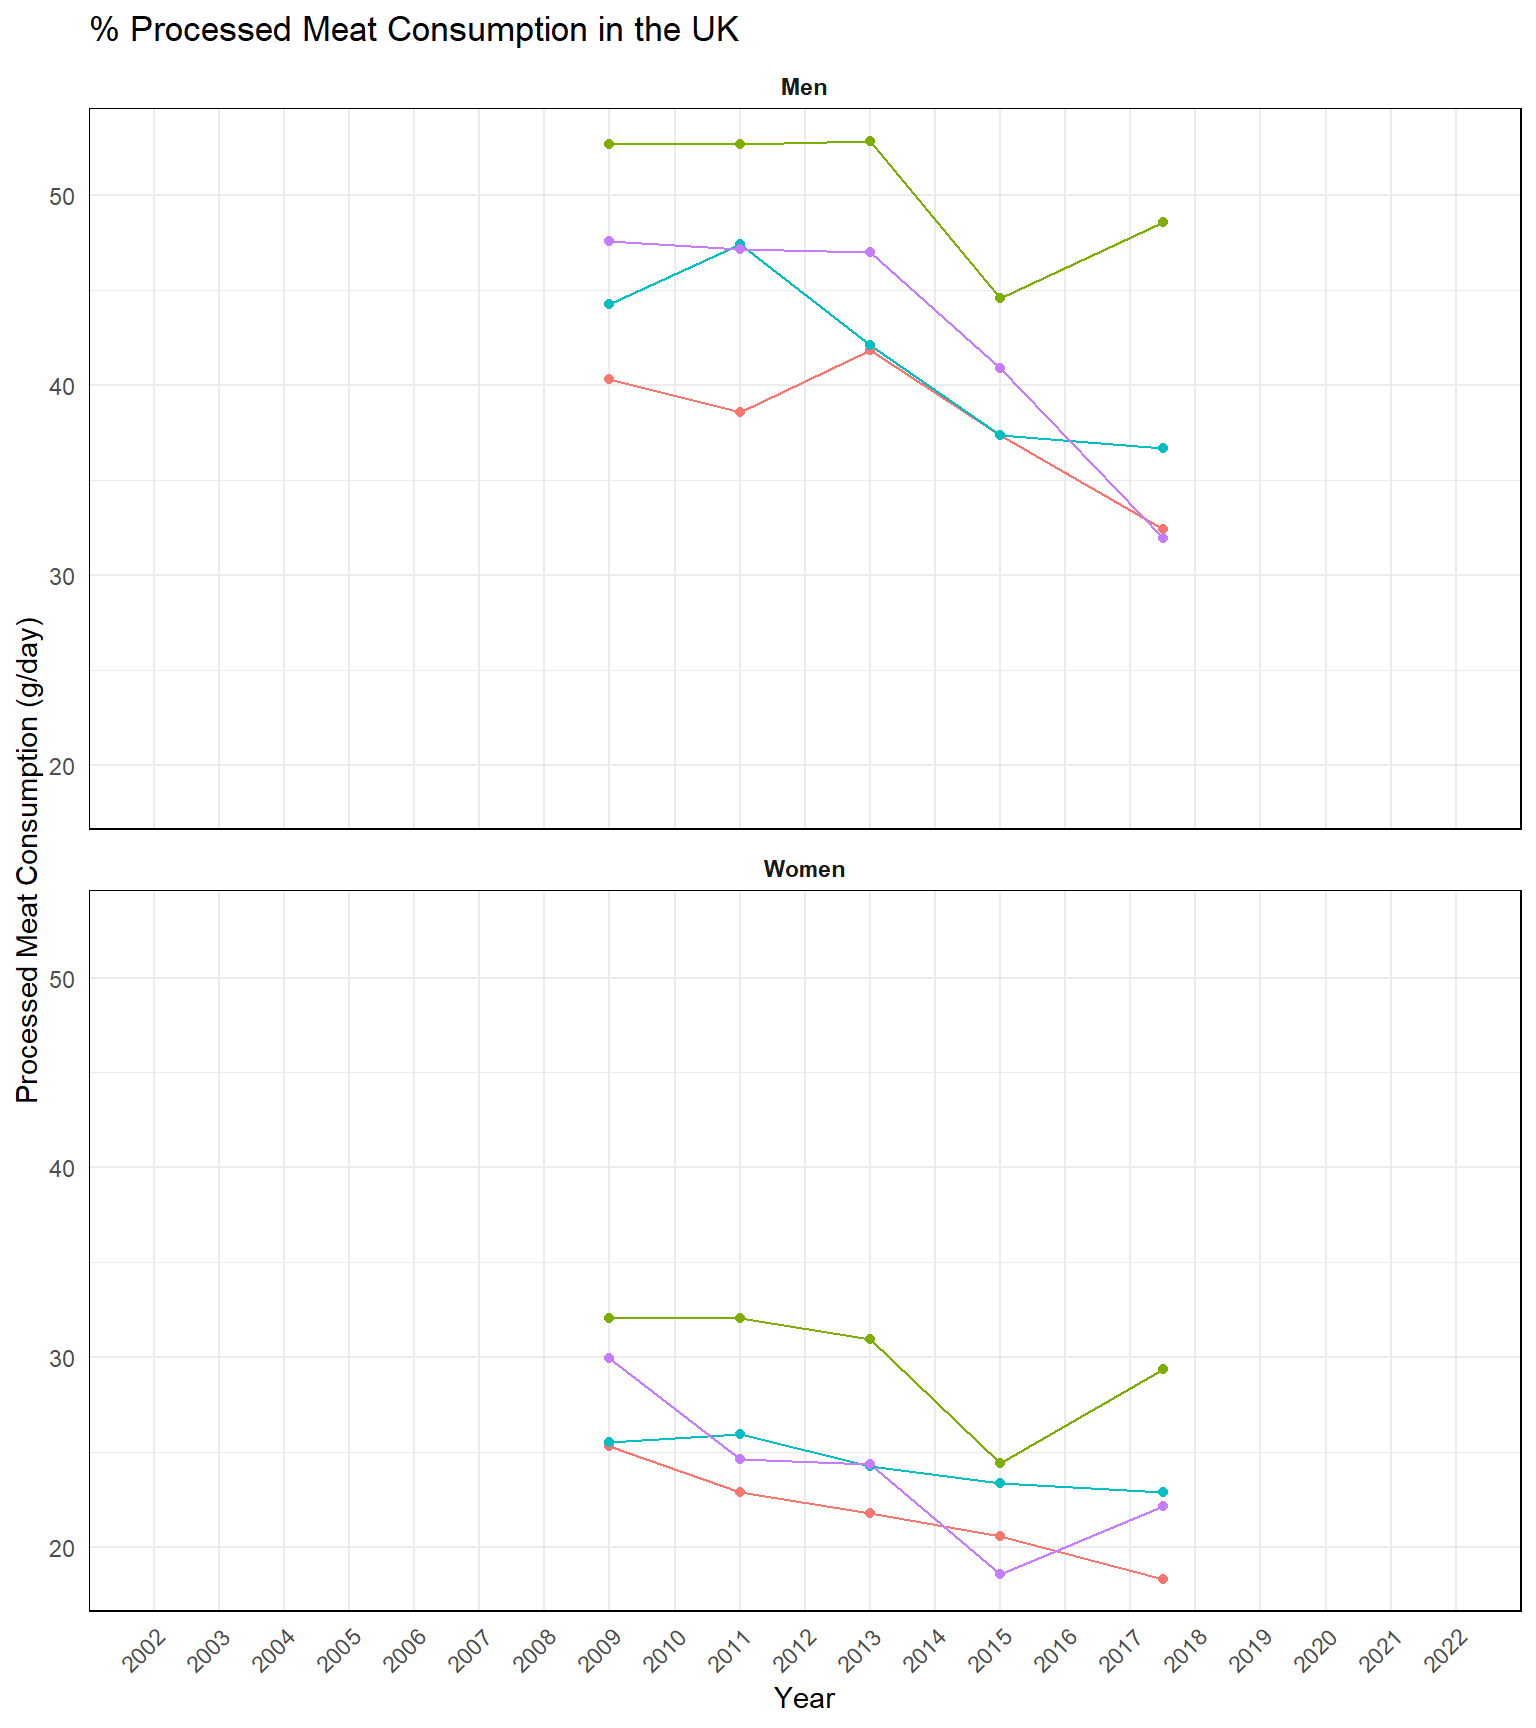 % Processed Meat Consumption in the UK
Men
50
40
30
20
Processed Meat Consumption (g/day)
Women
50
40
30
20
2002 2003 2004 2005 2006 2007 2008 2009 2010 2011 2012 2013 2014 2015 2016 2017 2018 2019 2020 2021 2022
Year